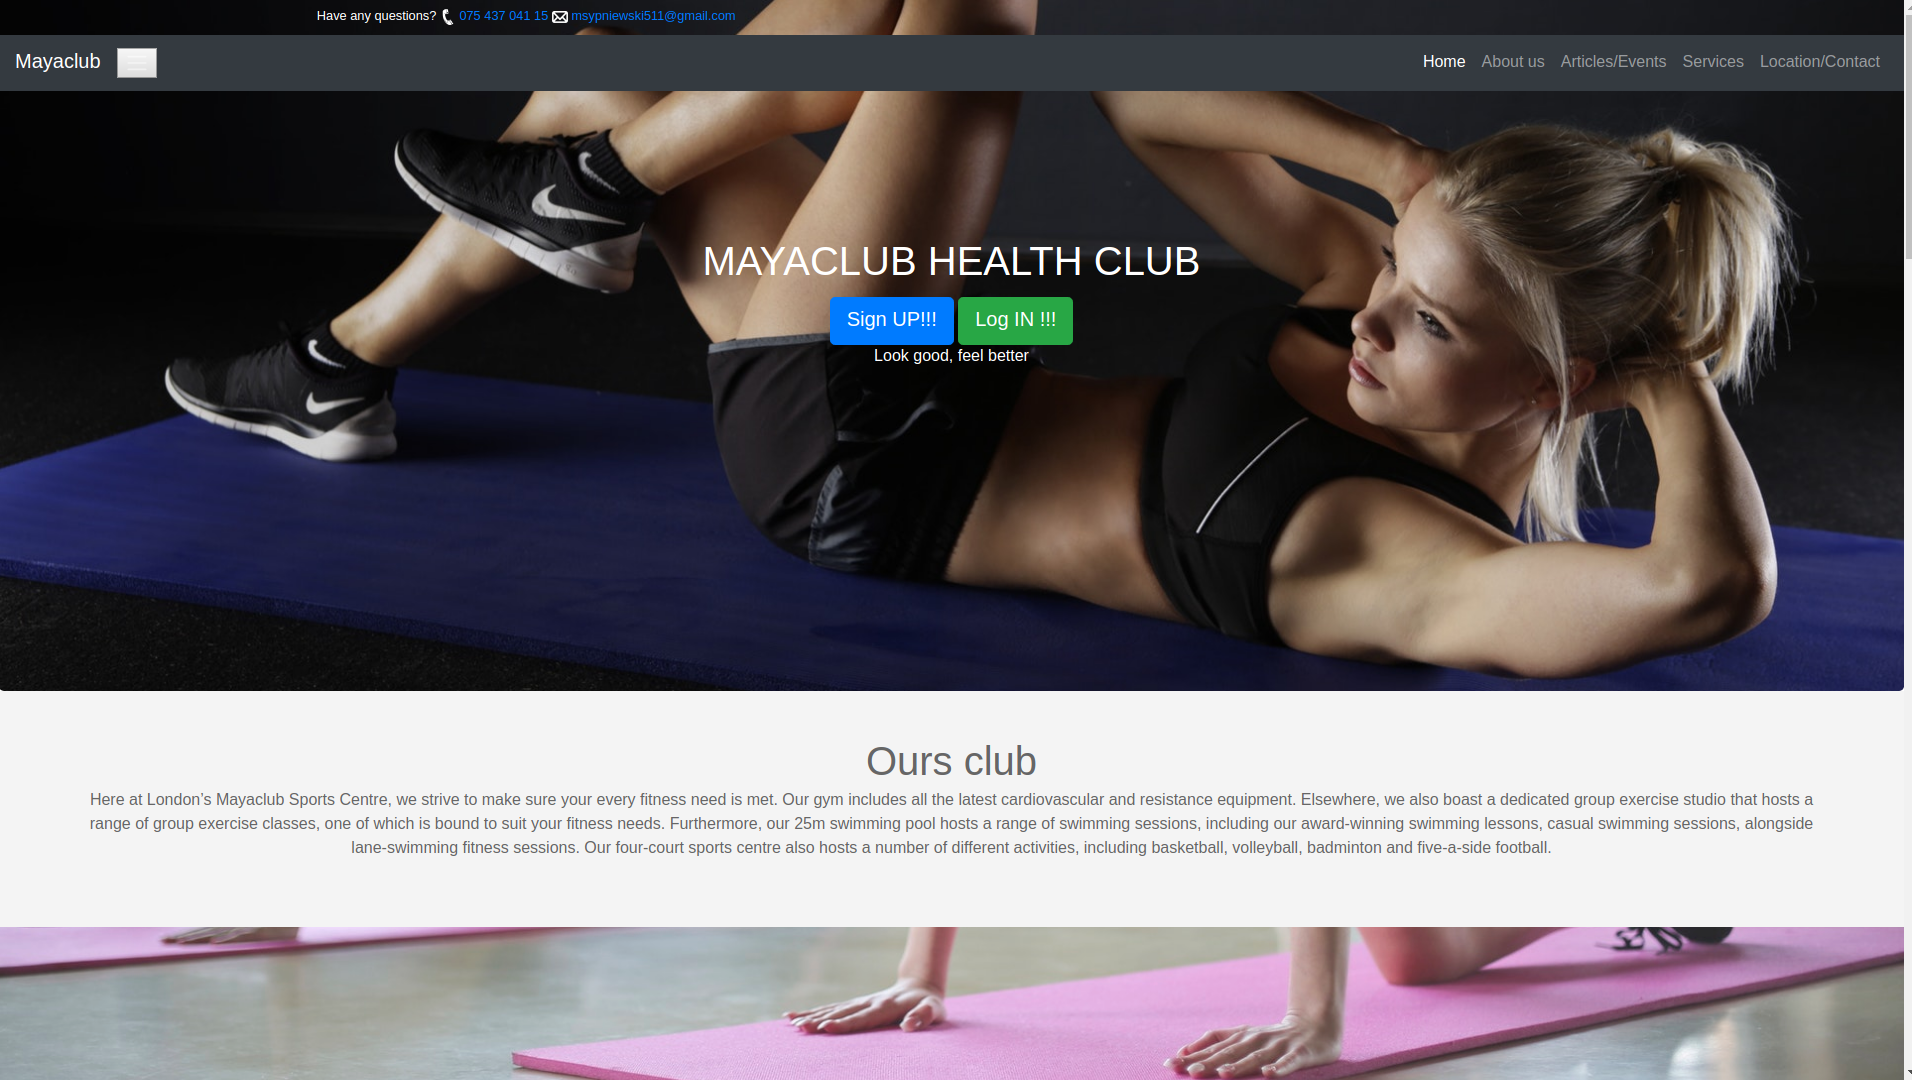 Have any questions? 075 437 041 15 msypniewski511@gmail.com
Mayaclub
Home About us Articles/Events Services Location/Contact
MAYACLUB HEALTH CLUB
Sign UP!!! Log IN !!!
Look good, feel better
Ours club
Here at London’s Mayaclub Sports Centre, we strive to make sure your every fitness need is met. Our gym includes all the latest cardiovascular and resistance equipment. Elsewhere, we also boast a dedicated group exercise studio that hosts a
range of group exercise classes, one of which is bound to suit your fitness needs. Furthermore, our 25m swimming pool hosts a range of swimming sessions, including our award-winning swimming lessons, casual swimming sessions, alongside
lane-swimming fitness sessions. Our four-court sports centre also hosts a number of different activities, including basketball, volleyball, badminton and five-a-side football.